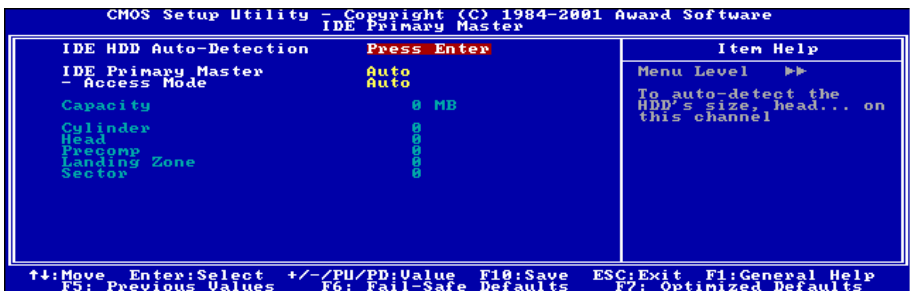 CMOS Setup Utility - Copyright (C) 1984-2001 Award Software
IDE Primary Master
IDE HDD Auto-Detection Press Enter
IDE Primary Master Auto
- Access Mode Auto
Capacity 0 MB
Cylinder 0
Head 0
Precomp 0
Landing Zone 0
Sector 0
Item Help
Menu Level ▶▶
To auto-detect the
HDD's size, head... on
this channel
↑↓:Move Enter:Select +/-/PU/PD:Value F10:Save ESC:Exit F1:General Help
F5: Previous Values F6: Fail-Safe Defaults F7: Optimized Defaults